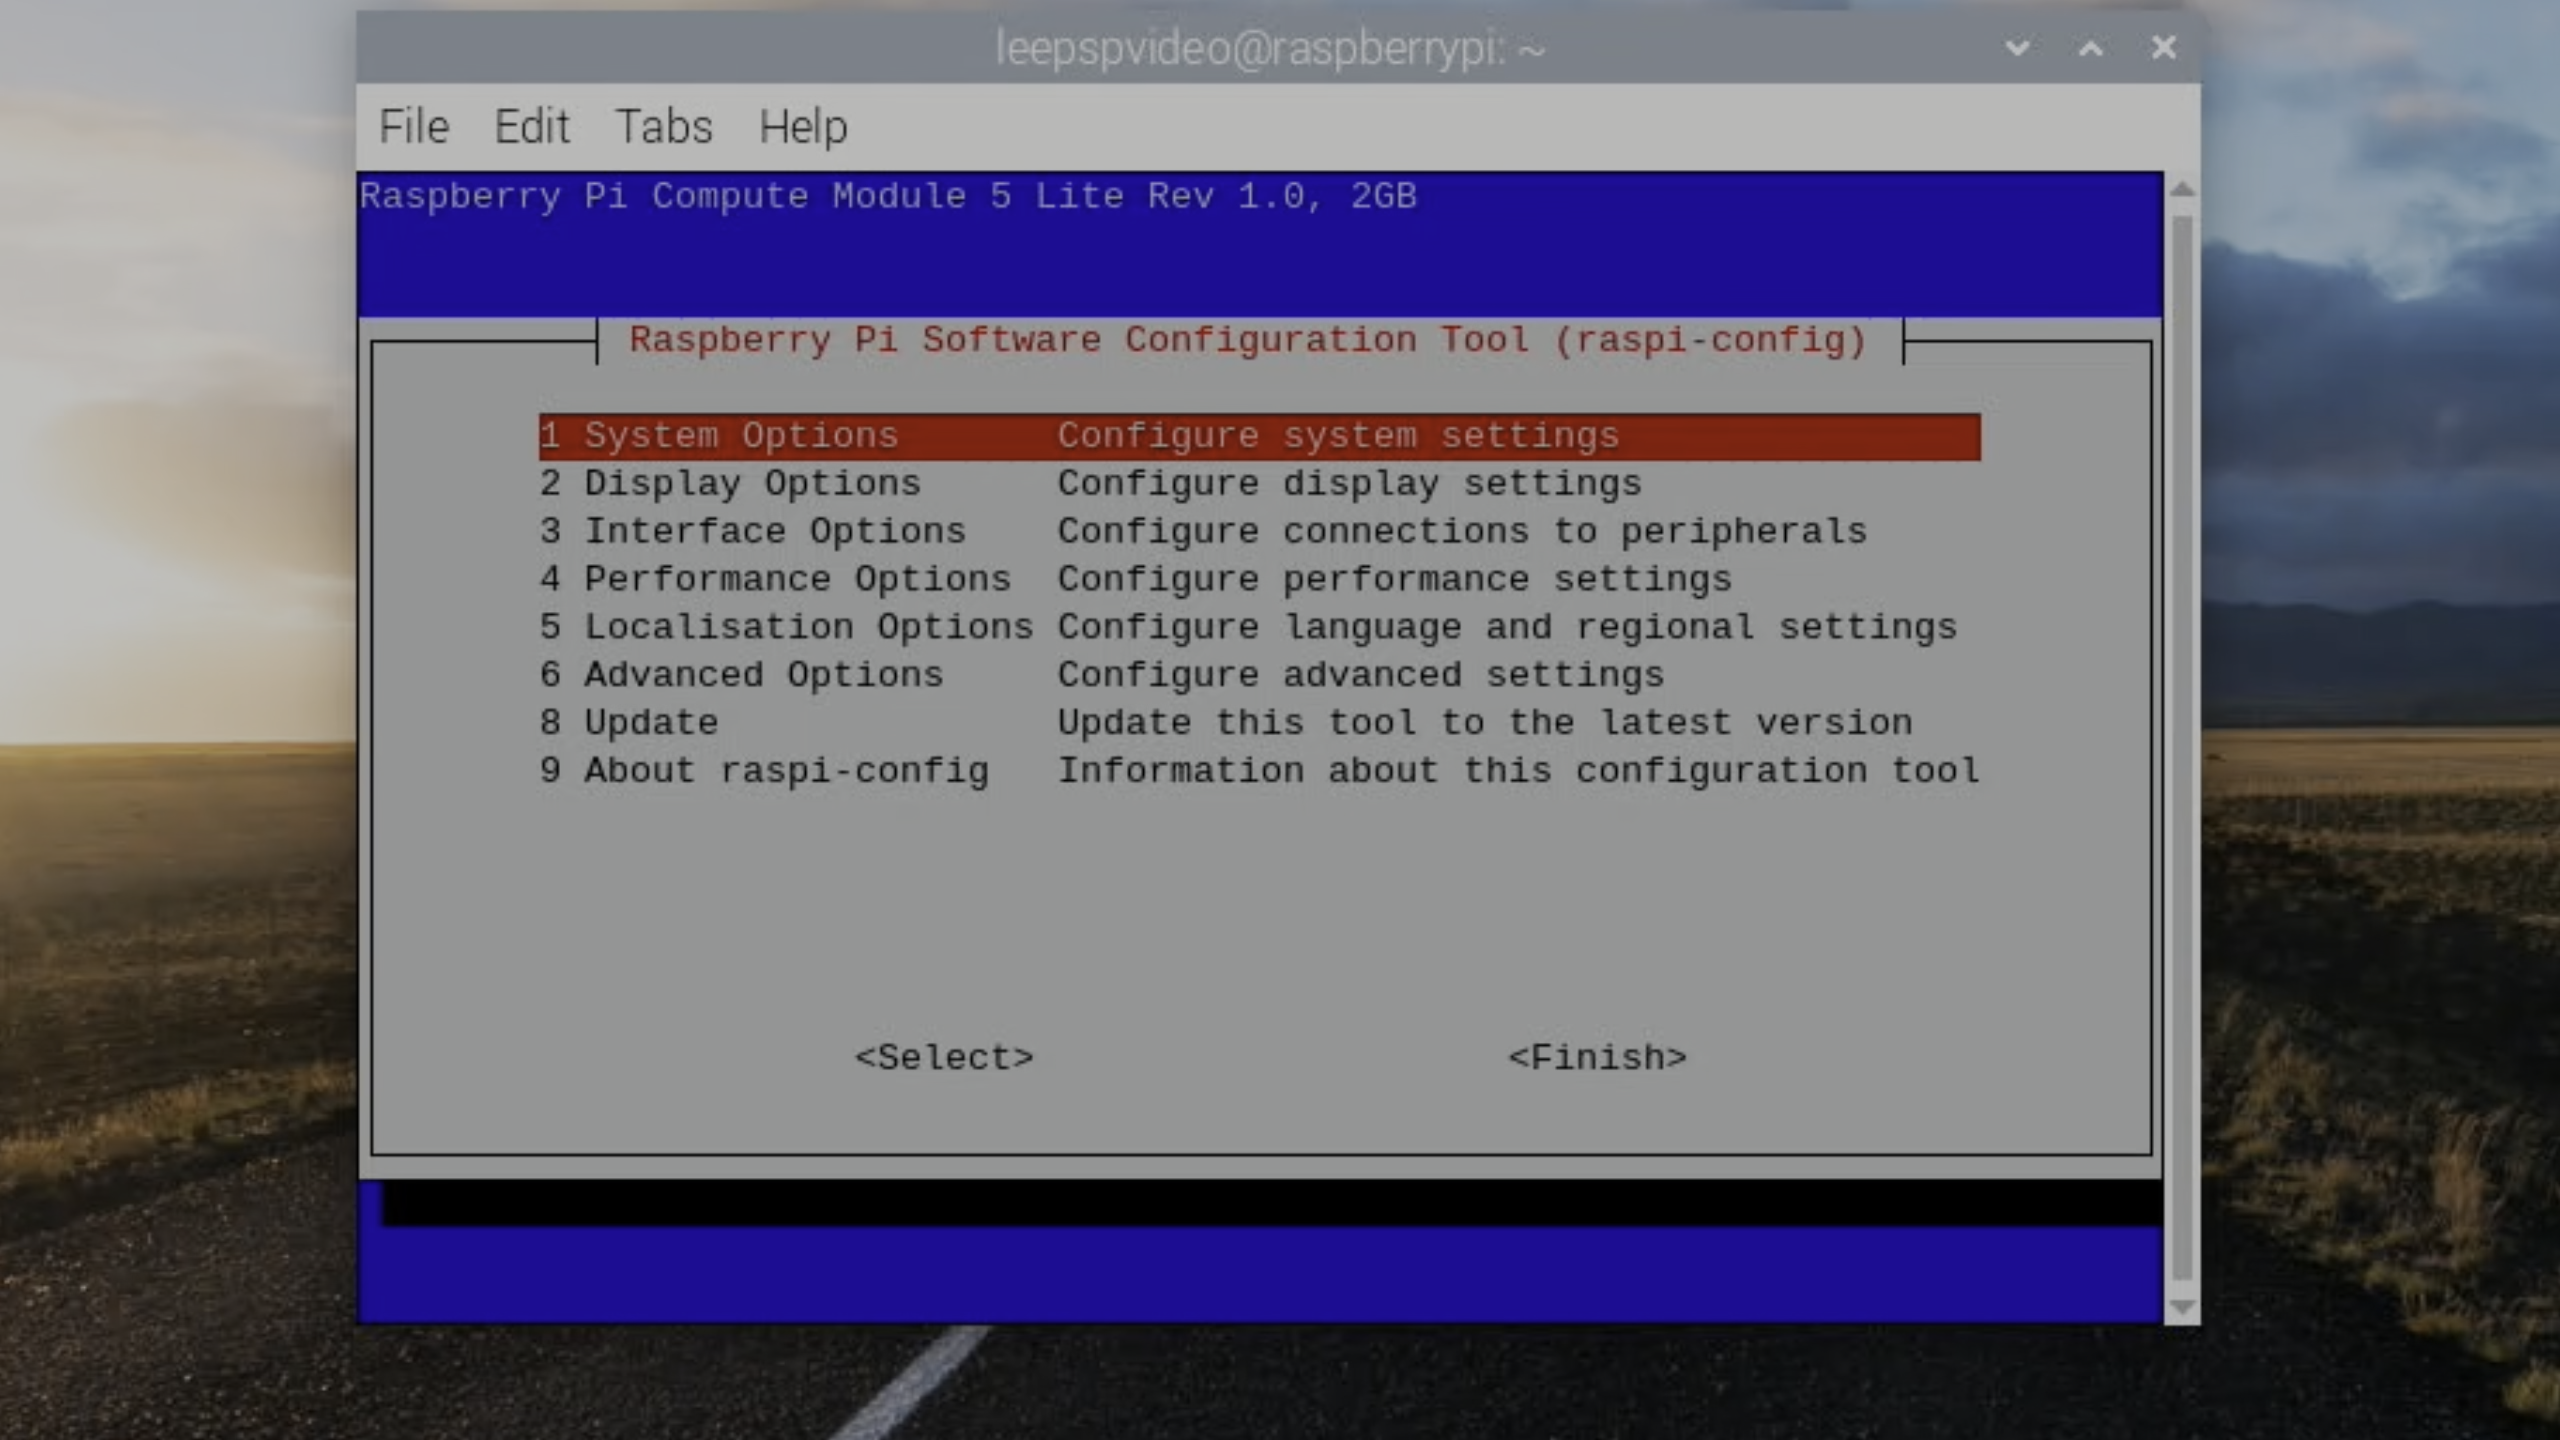 leepspvideo@raspberrypi: ~
File Edit Tabs Help
Raspberry Pi Compute Module 5 Lite Rev 1.0, 2GB
Raspberry Pi Software Configuration Tool (raspi-config)
1 System Options Configure system settings
2 Display Options Configure display settings
3 Interface Options Configure connections to peripherals
4 Performance Options Configure performance settings
5 Localisation Options Configure language and regional settings
6 Advanced Options Configure advanced settings
8 Update Update this tool to the latest version
9 About raspi-config Information about this configuration tool
<Select> <Finish>